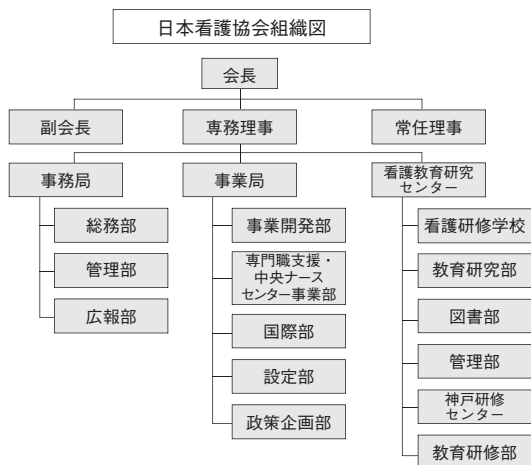 日本看護協会組織図
会長
副会長
専務理事
常任理事
事務局
事業局
看護教育研究
センター
総務部
管理部
広報部
事業開発部
専門職支援・
中央ナース
センター事業部
国際部
設定部
政策企画部
看護研修学校
教育研究部
図書部
管理部
神戸研修
センター
教育研修部